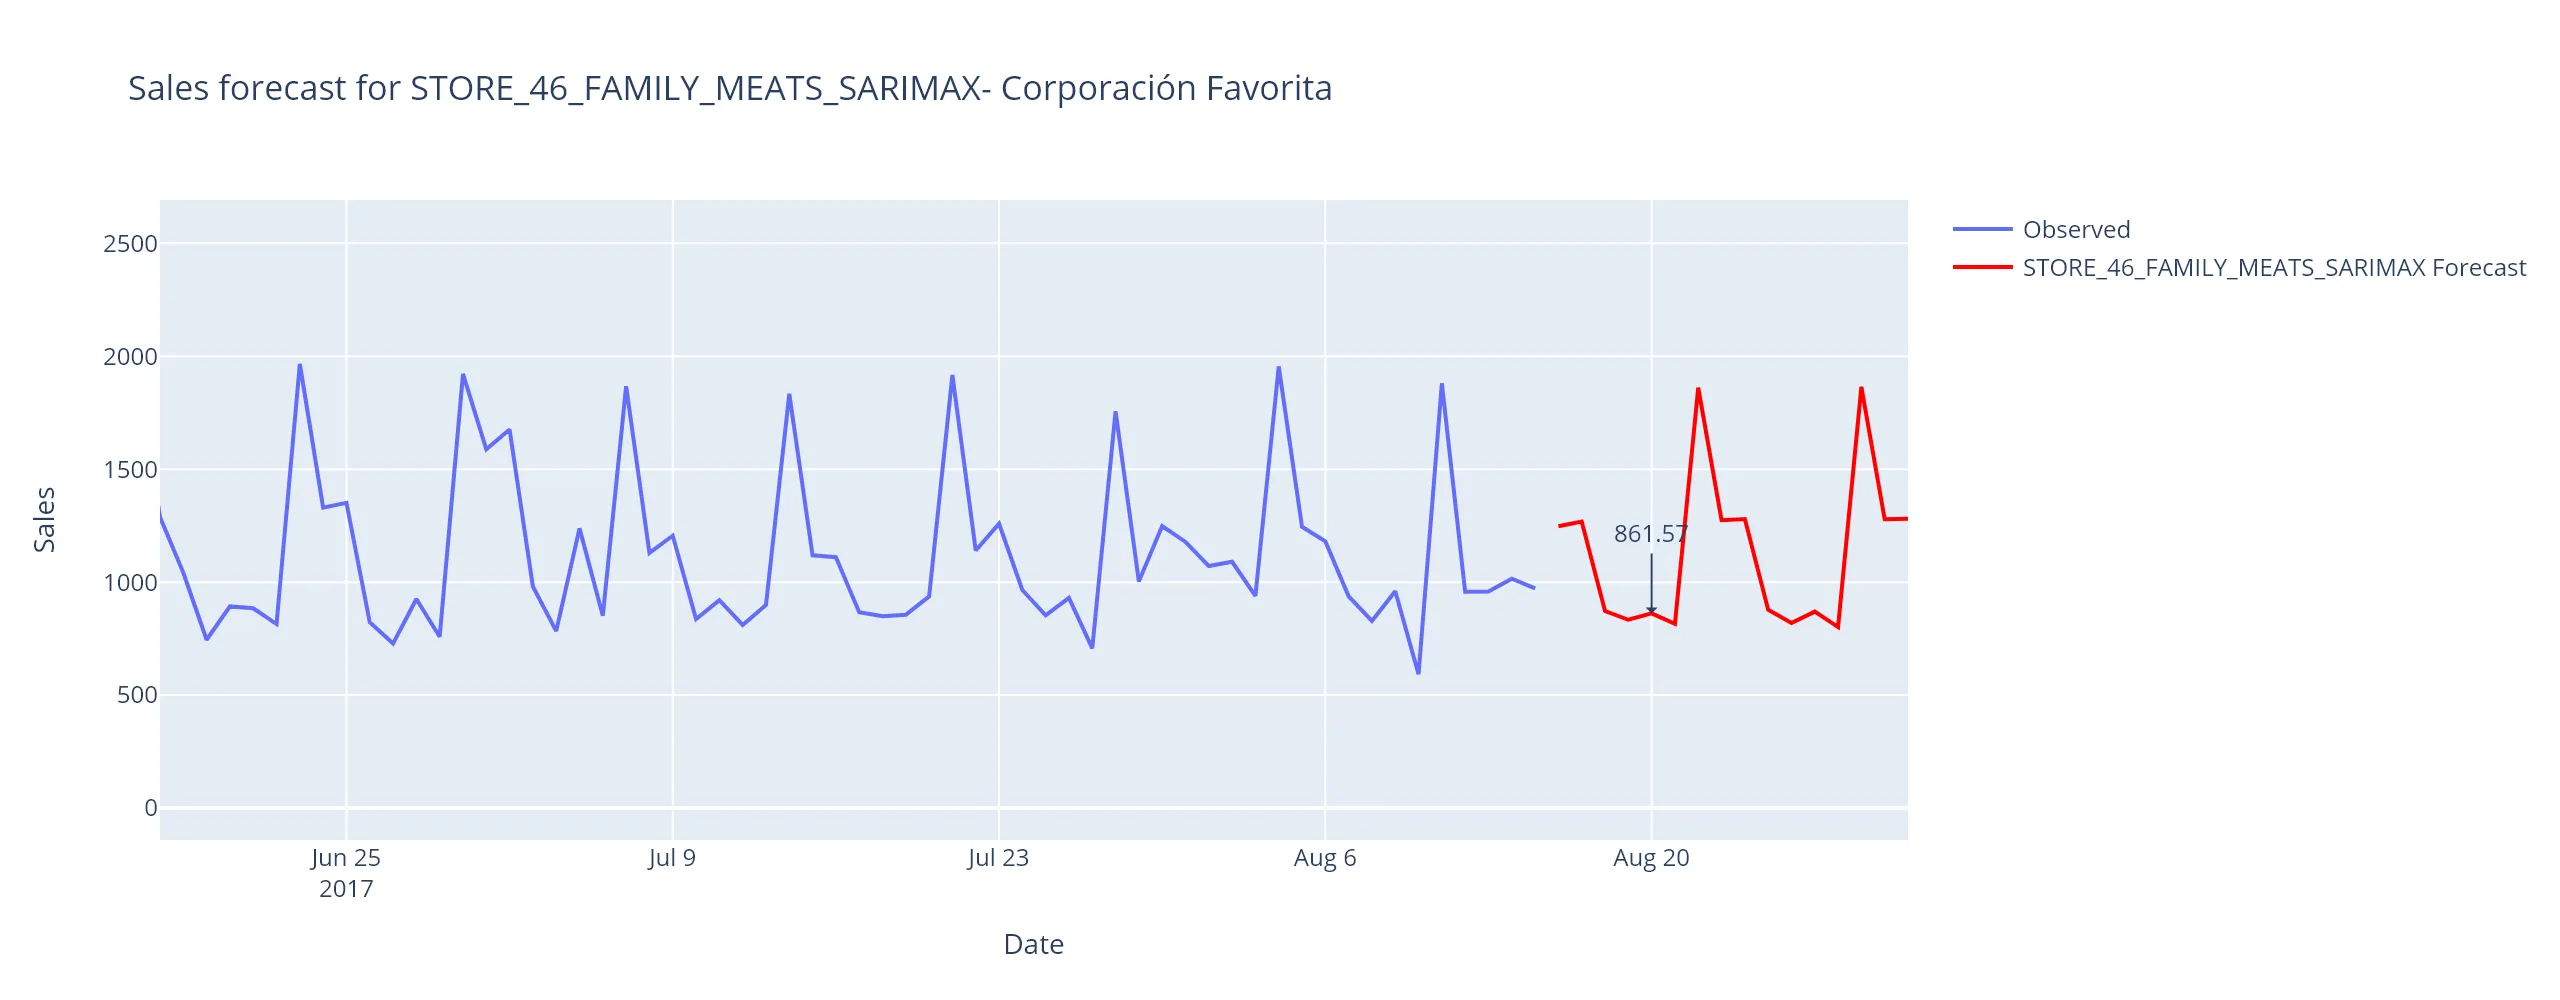 Sales forecast for STORE_46_FAMILY_MEATS_SARIMAX- Corporación Favorita
Observed
STORE_46_FAMILY_MEATS_SARIMAX Forecast
2500
2000
1500
1000
500
0
Sales
861.57
Jun 25
2017
Jul 9
Jul 23
Aug 6
Aug 20
Date